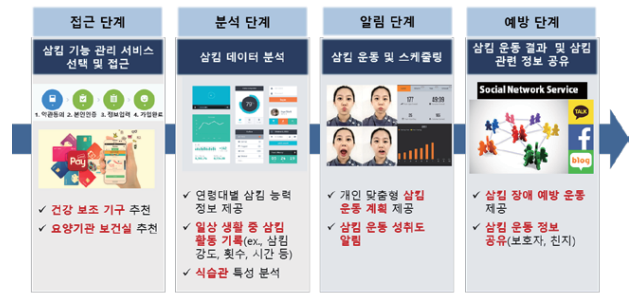 접근 단계
삼킴 기능 관리 서비스
선택 및 접근
1. 약관동의 2. 본인인증 3. 정보입력 4. 가입완료
Pay
✓ 건강 보조 기구 추천
✓ 요양기관 보건실 추천
분석 단계
삼킴 데이터 분석
✓ 연령대별 삼킴 능력
정보 제공
✓ 일상 생활 중 삼킴
활동 기록(ex., 삼킴
강도, 횟수, 시간 등)
✓ 식습관 특성 분석
알림 단계
삼킴 운동 및 스케줄링
✓ 개인 맞춤형 삼킴
운동 계획 제공
✓ 삼킴 운동 성취도
알림
예방 단계
삼킴 운동 결과 및 삼킴
관련 정보 공유
Social Network Service
TALK
f
blog
✓ 삼킴 장애 예방 운동
제공
✓ 삼킴 운동 정보
공유(보호자, 친지)